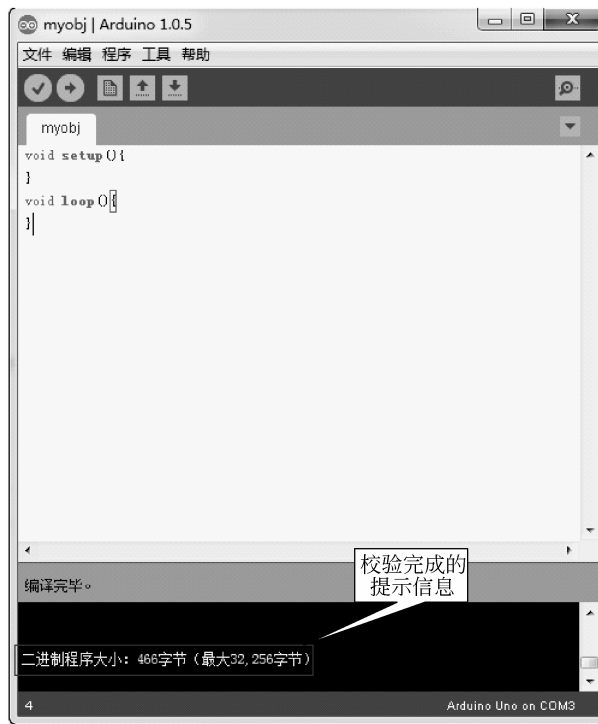 myobj | Arduino 1.0.5
文件 编辑 程序 工具 帮助
myobj
void setup(){
}
void loop(){
}
校验完成的
提示信息
编译完毕。
二进制程序大小: 466字节 (最大32,256字节)
4
Arduino Uno on COM3